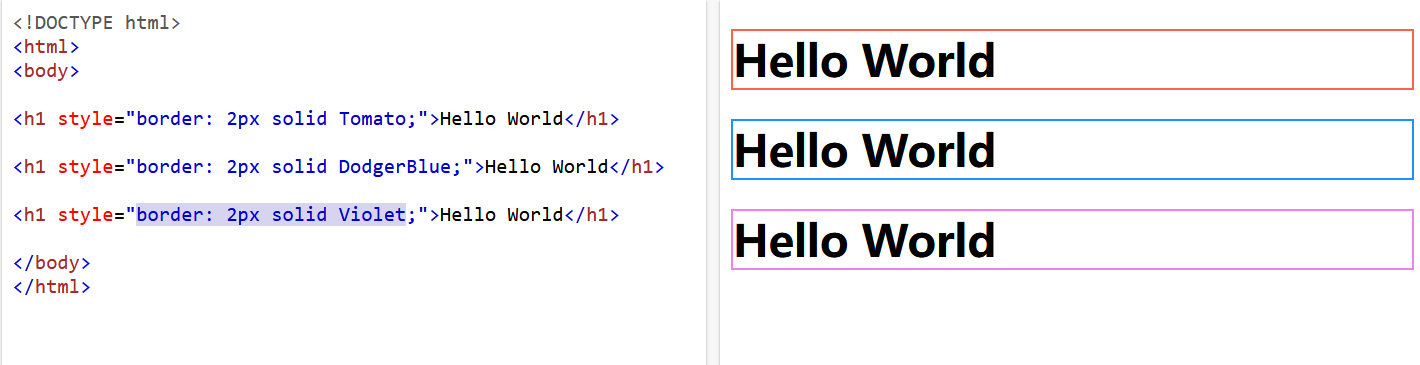 <!DOCTYPE html>
<html>
<body>
<h1 style="border: 2px solid Tomato;">Hello World</h1>
<h1 style="border: 2px solid DodgerBlue;">Hello World</h1>
<h1 style="border: 2px solid Violet;">Hello World</h1>
</body>
</html>
Hello World
Hello World
Hello World